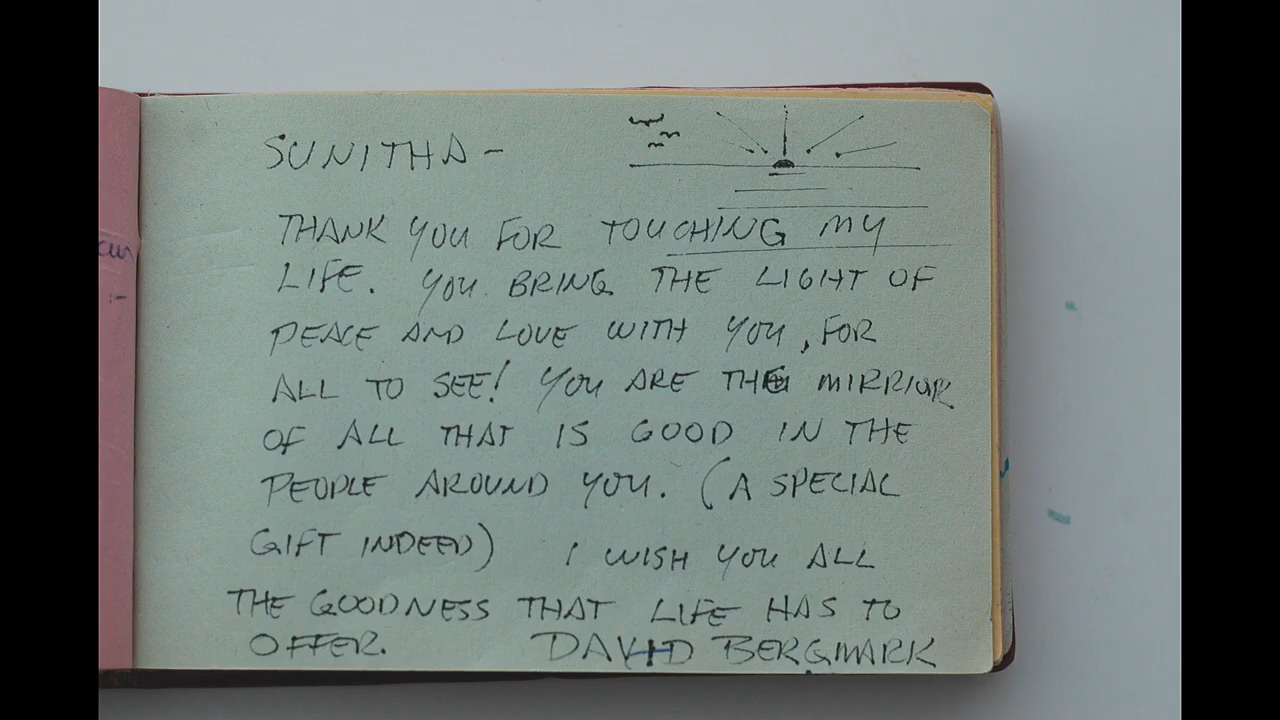 SUNITHA -
THANK YOU FOR TOUCHING MY
LIFE. YOU BRING THE LIGHT OF
PEACE AND LOVE WITH YOU, FOR
ALL TO SEE! YOU ARE THE MIRRIOR
OF ALL THAT IS GOOD IN THE
PEOPLE AROUND YOU. (A SPECIAL
GIFT INDEED) I WISH YOU ALL
THE GOODNESS THAT LIFE HAS TO
OFFER. DAVID BERGMARK